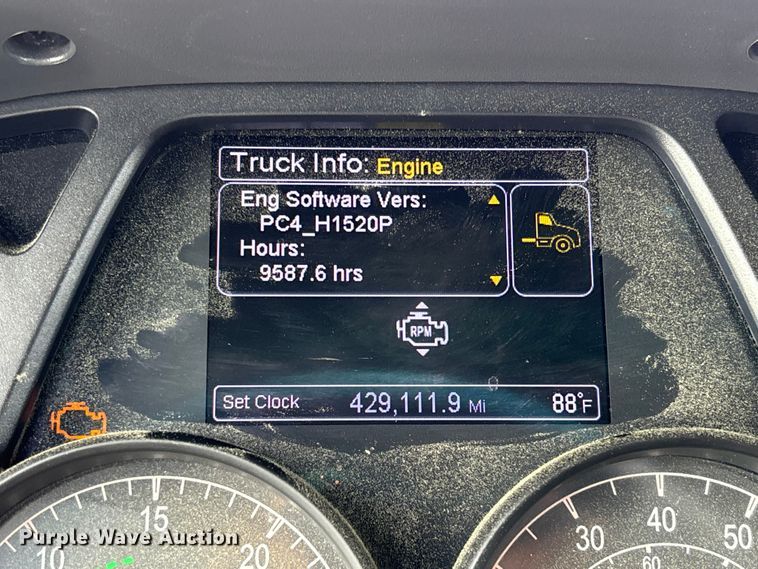 Truck Info: Engine
Eng Software Vers:
PC4_H1520P
Hours:
9587.6 hrs
RPM
Set Clock 429,111.9 Mi 88°F
10 15 20
30 40 50
60
Purple Wave Auction